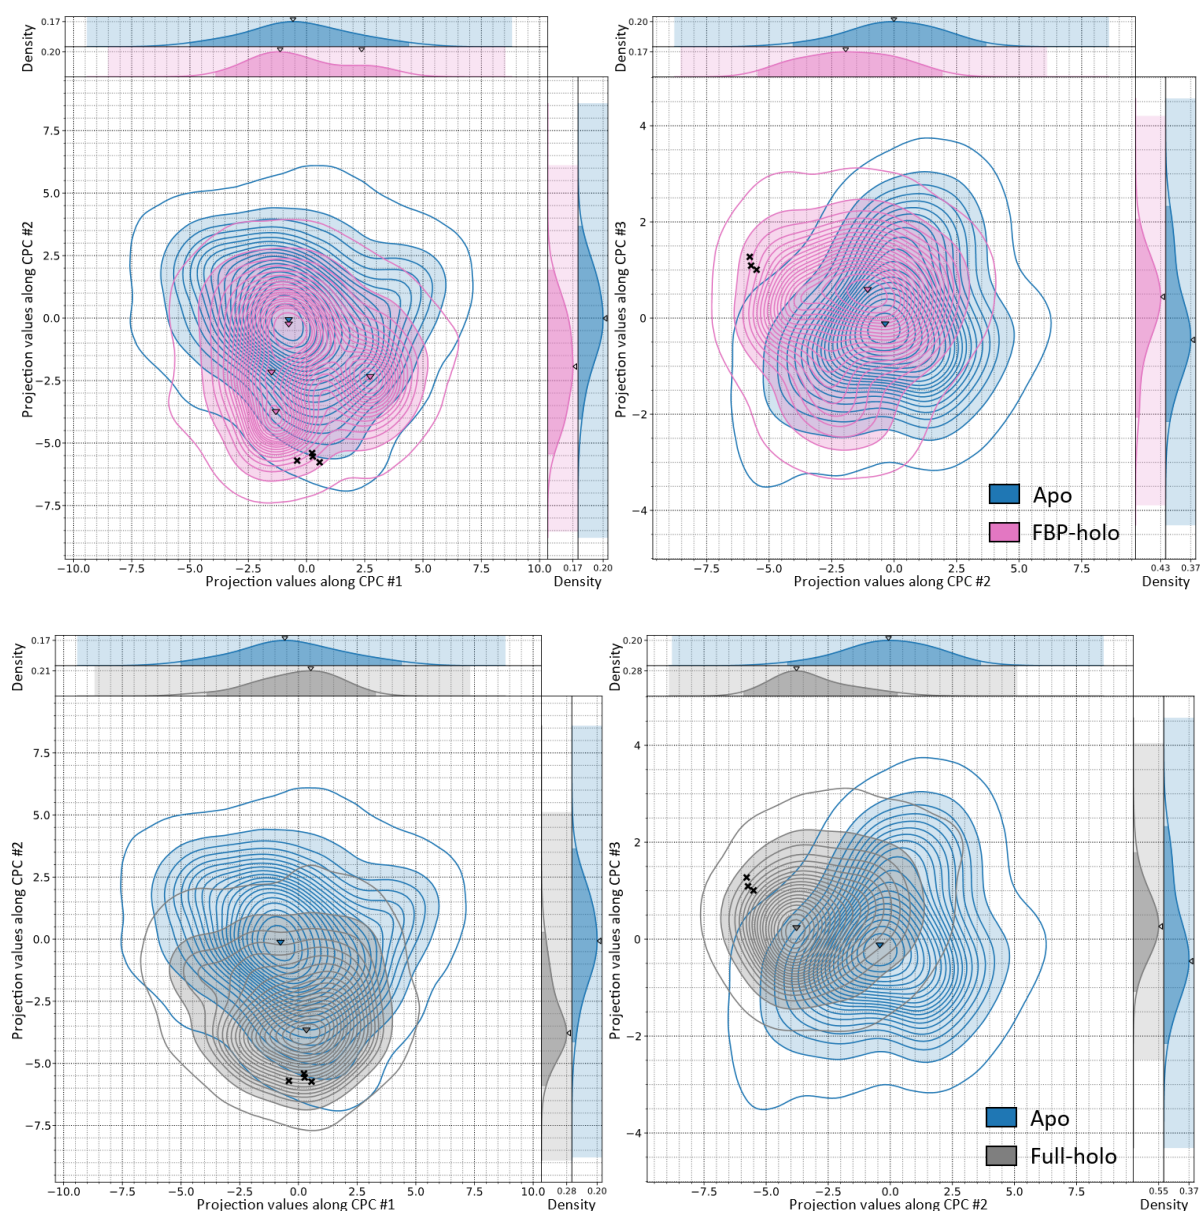 Density
0.17
0.20
Density
0.20
0.17
Projection values along CPC #2
7.5
5.0
2.5
0.0
−2.5
−5.0
−7.5
−10.0 −7.5 −5.0 −2.5 0.0 2.5 5.0 10.0 0.17 0.20
Projection values along CPC #1
Density
Projection values along CPC #3
4
2
0
−2
−4
Apo
FBP-holo
−7.5 −5.0 −2.5 0.0 2.5 5.0 7.5 0.43 0.37
Projection values along CPC #2
Density
Density
0.17
0.21
Density
0.20
0.28
Projection values along CPC #2
7.5
5.0
2.5
0.0
−2.5
−5.0
−7.5
−10.0 −7.5 −5.0 −2.5 0.0 2.5 5.0 7.5 10.0 0.28 0.20
Projection values along CPC #1
Density
Projection values along CPC #3
4
2
0
−2
−4
Apo
Full-holo
−7.5 −5.0 −2.5 0.0 2.5 5.0 7.5 0.55 0.37
Projection values along CPC #2
Density